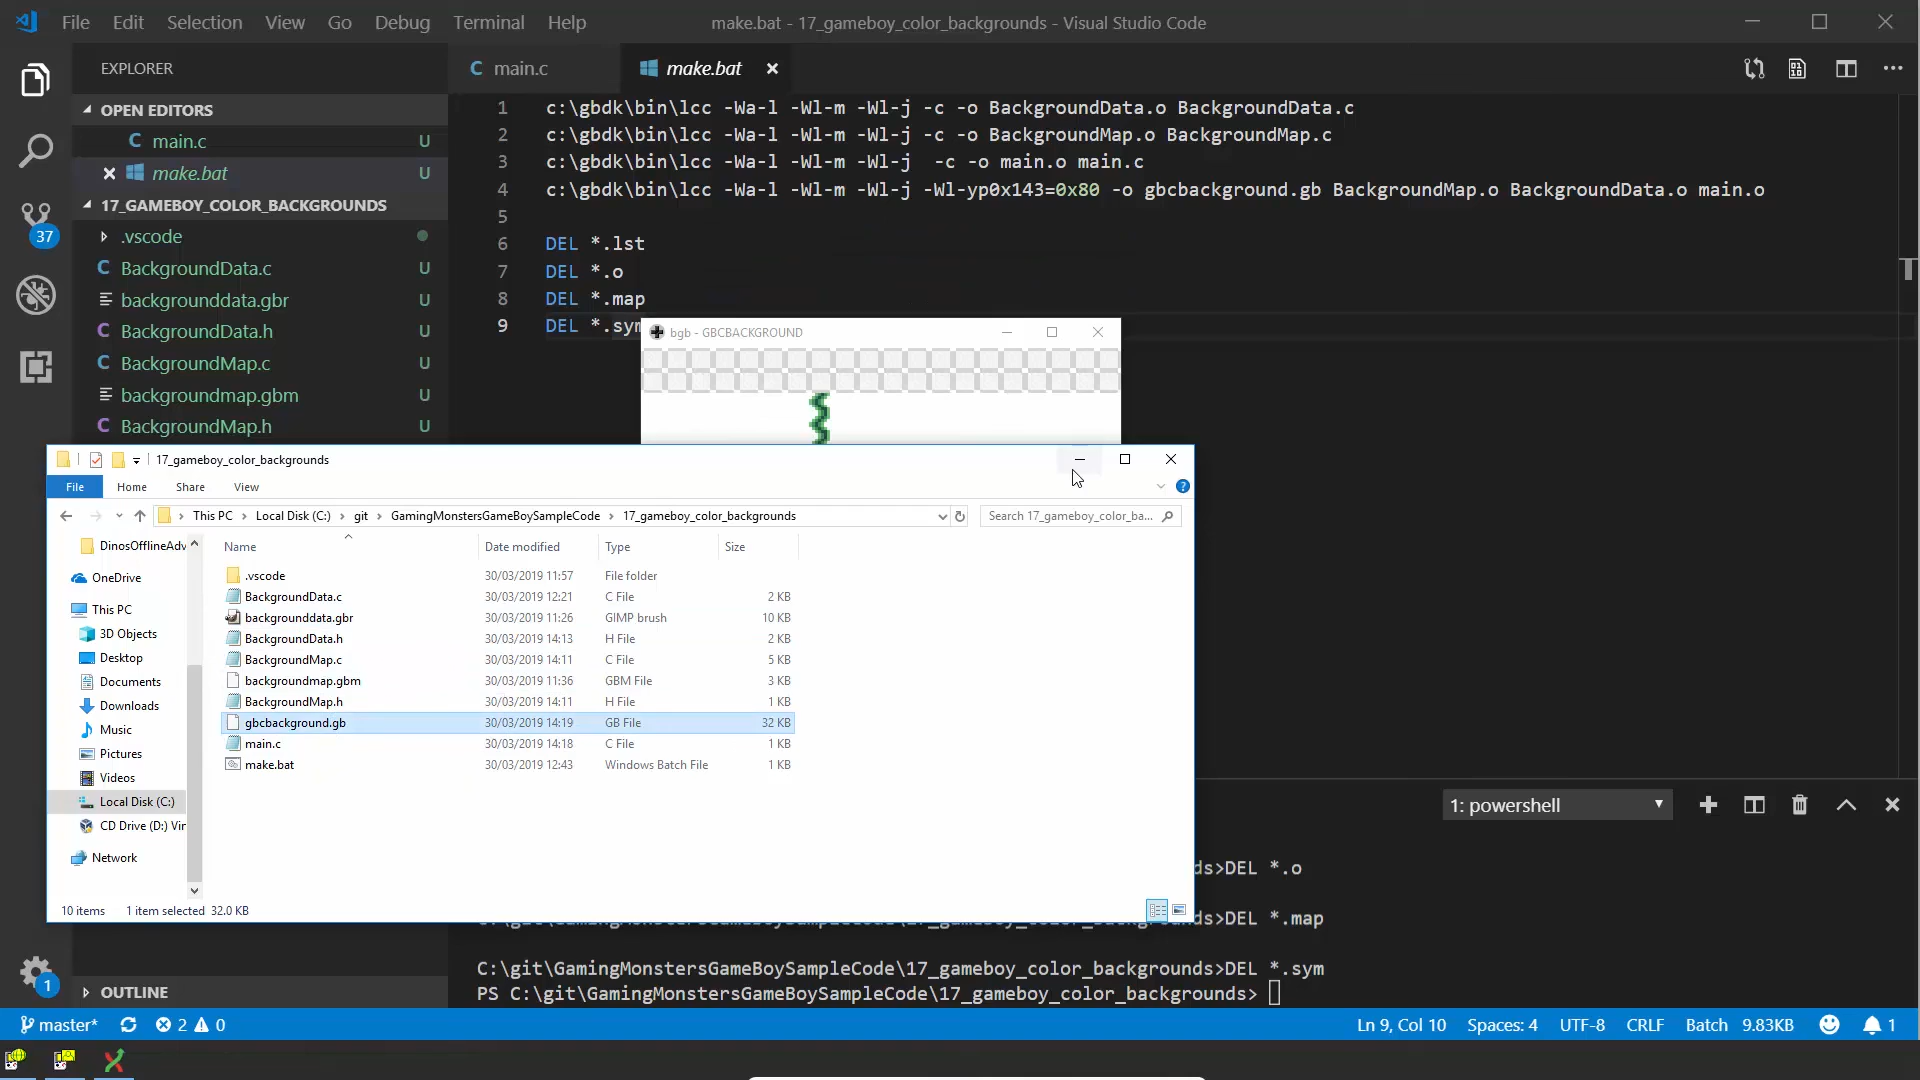 File Edit Selection View Go Debug Terminal Help
make.bat - 17_gameboy_color_backgrounds - Visual Studio Code
EXPLORER
OPEN EDITORS
main.c U
make.bat U
17_GAMEBOY_COLOR_BACKGROUNDS
.vscode
BackgroundData.c U
backgrounddata.gbr U
BackgroundData.h U
BackgroundMap.c U
backgroundmap.gbm U
BackgroundMap.h U
37
main.c make.bat
1 c:\gbdk\bin\lcc -Wa-l -Wl-m -Wl-j -c -o BackgroundData.o BackgroundData.c
2 c:\gbdk\bin\lcc -Wa-l -Wl-m -Wl-j -c -o BackgroundMap.o BackgroundMap.c
3 c:\gbdk\bin\lcc -Wa-l -Wl-m -Wl-j  -c -o main.o main.c
4 c:\gbdk\bin\lcc -Wa-l -Wl-m -Wl-j -Wl-yp0x143=0x80 -o gbcbackground.gb BackgroundMap.o BackgroundData.o main.o
5
6 DEL *.lst
7 DEL *.o
8 DEL *.map
9 DEL *.sym
bgb - GBCBACKGROUND
17_gameboy_color_backgrounds
File Home Share View
This PC Local Disk (C:) git GamingMonstersGameBoySampleCode 17_gameboy_color_backgrounds
Search 17_gameboy_color_ba...
DinosOfflineAdv
OneDrive
This PC
3D Objects
Desktop
Documents
Downloads
Music
Pictures
Videos
Local Disk (C:)
CD Drive (D:) Vir
Network
Name Date modified Type Size
.vscode 30/03/2019 11:57 File folder
BackgroundData.c 30/03/2019 12:21 C File 2 KB
backgrounddata.gbr 30/03/2019 11:26 GIMP brush 10 KB
BackgroundData.h 30/03/2019 14:13 H File 2 KB
BackgroundMap.c 30/03/2019 14:11 C File 5 KB
backgroundmap.gbm 30/03/2019 11:36 GBM File 3 KB
BackgroundMap.h 30/03/2019 14:11 H File 1 KB
gbcbackground.gb 30/03/2019 14:19 GB File 32 KB
main.c 30/03/2019 14:18 C File 1 KB
make.bat 30/03/2019 12:43 Windows Batch File 1 KB
10 items 1 item selected 32.0 KB
1: powershell
ds>DEL *.o
ds>DEL *.map
C:\git\GamingMonstersGameBoySampleCode\17_gameboy_color_backgrounds>DEL *.sym
PS C:\git\GamingMonstersGameBoySampleCode\17_gameboy_color_backgrounds>
1
OUTLINE
master* 2 0
Ln 9, Col 10 Spaces: 4 UTF-8 CRLF Batch 9.83KB 1